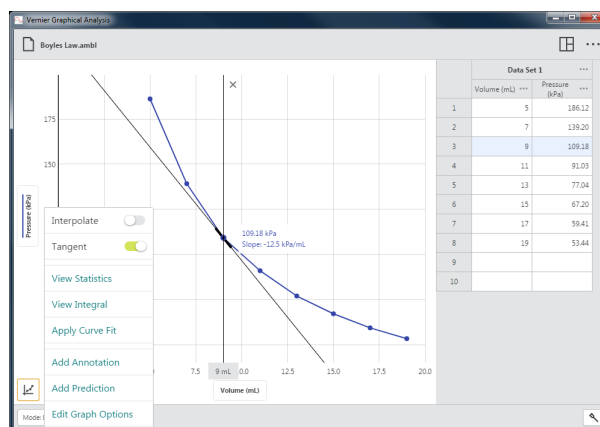 Vernier Graphical Analysis
Boyles Law.ambl
Data Set 1
Volume (mL)
Pressure (kPa)
1 5 186.12
2 7 139.20
3 9 109.18
4 11 91.03
5 13 77.04
6 15 67.20
7 17 59.41
8 19 53.44
9
10
175
150
Pressure (kPa)
109.18 kPa
Slope: -12.5 kPa/mL
Interpolate
Tangent
View Statistics
View Integral
Apply Curve Fit
Add Annotation
Add Prediction
Edit Graph Options
7.5 9 mL 0.0 12.5 15.0 17.5 20.0
Volume (mL)
Mode: